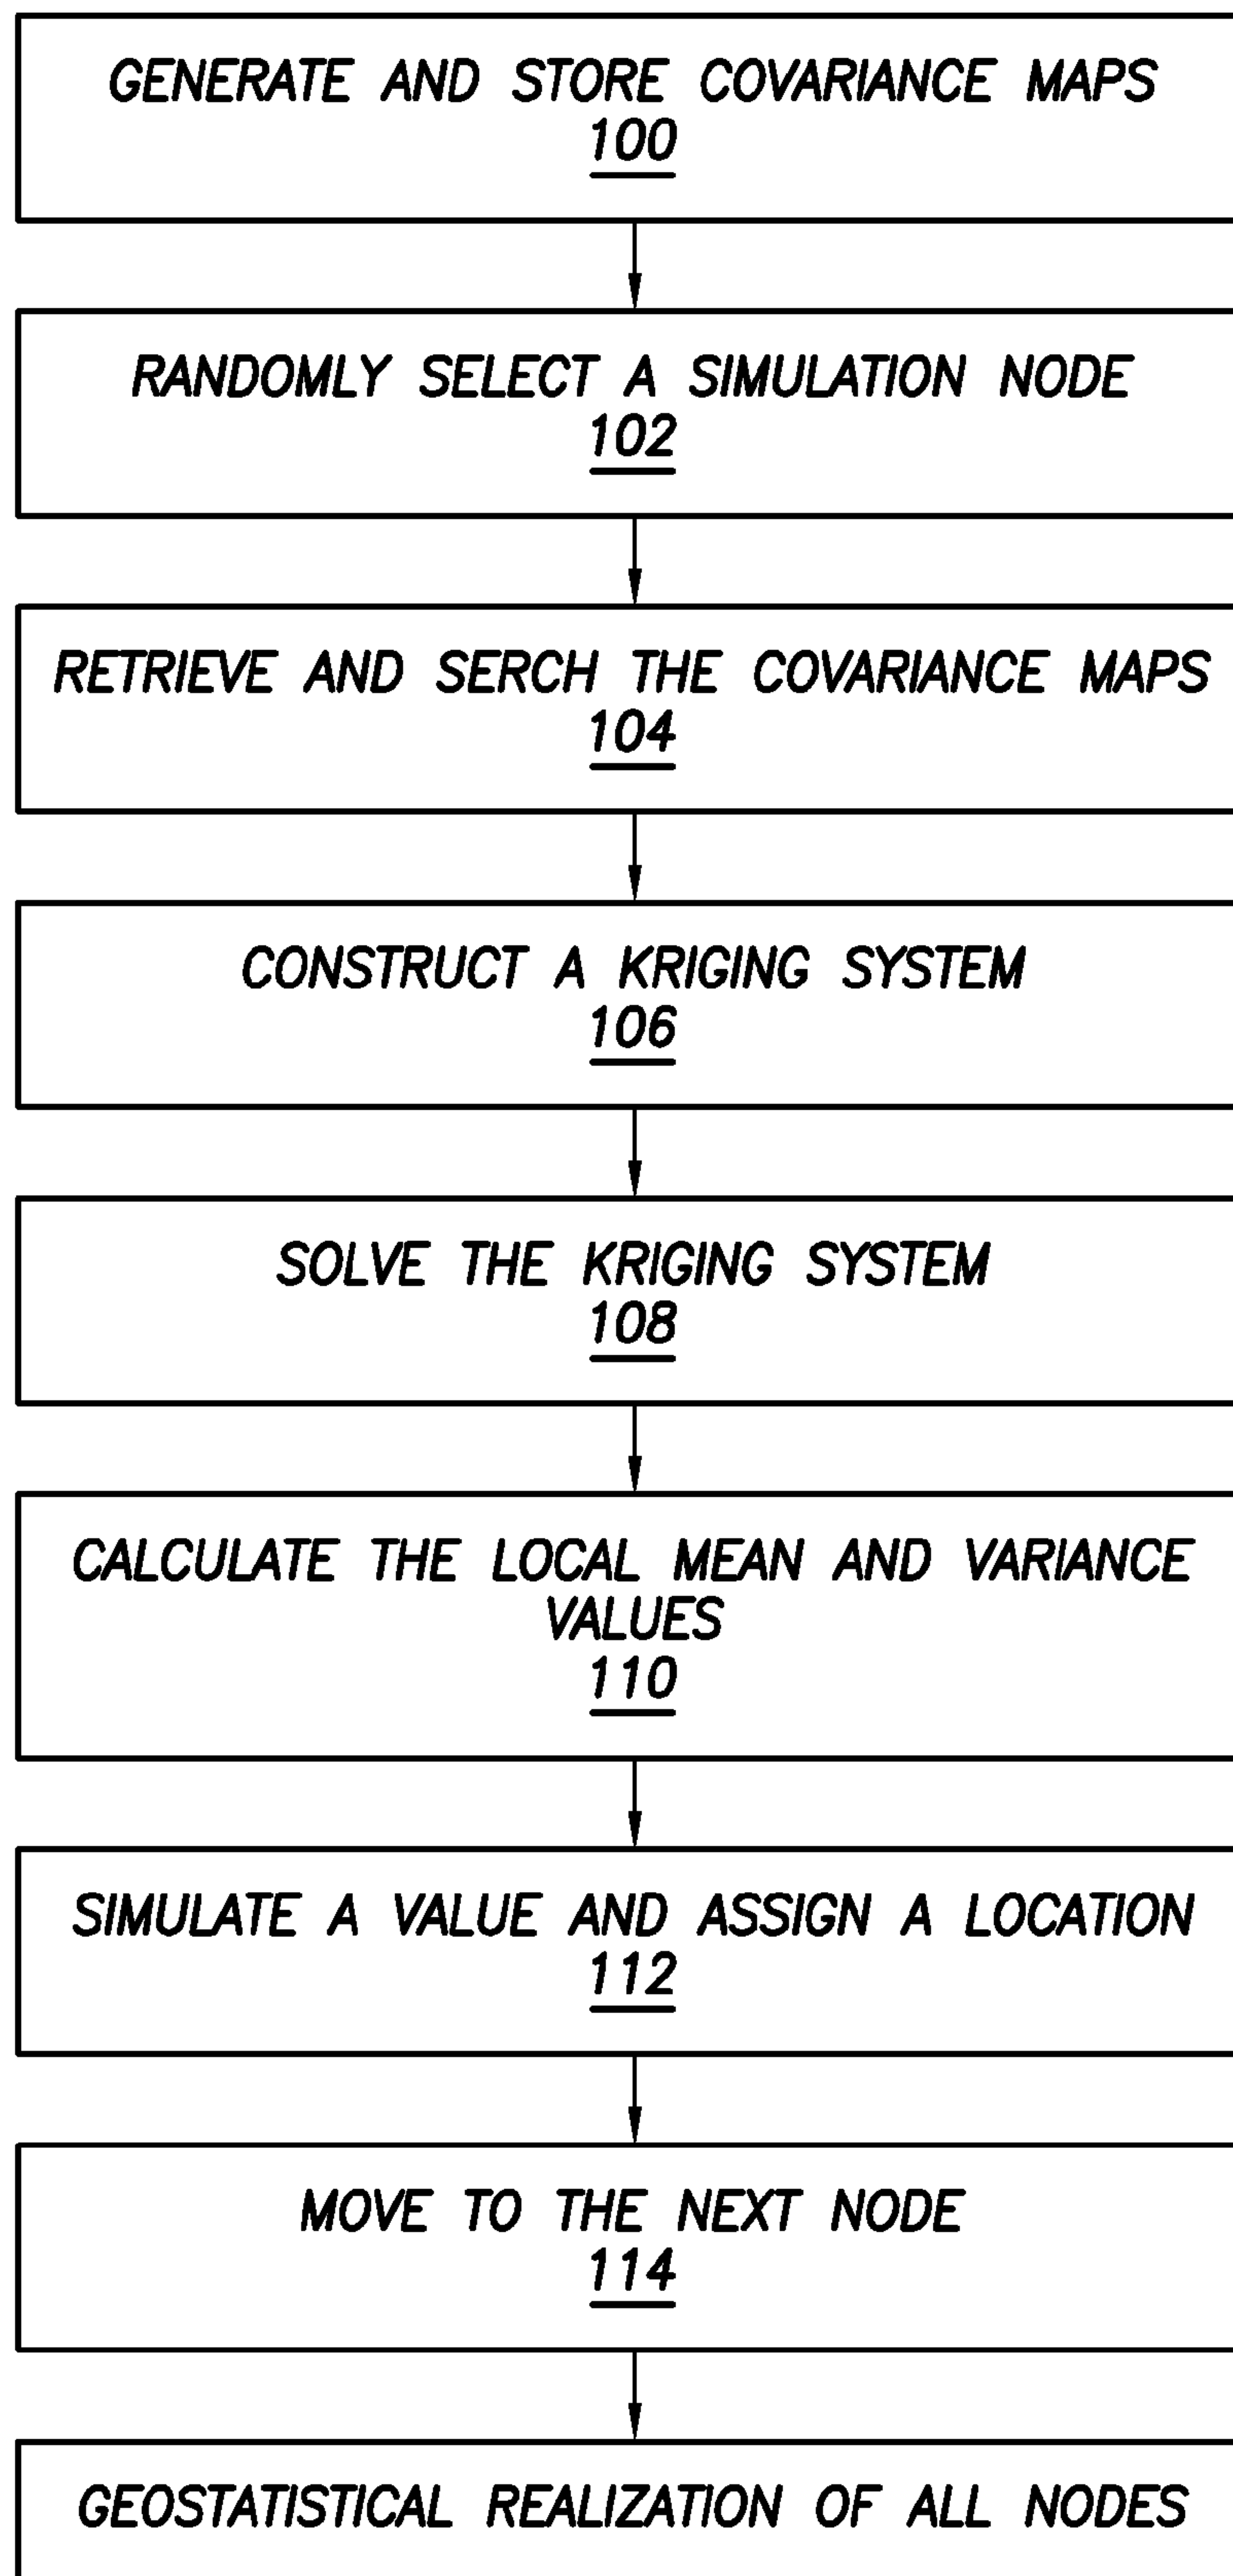 GENERATE AND STORE COVARIANCE MAPS
100
RANDOMLY SELECT A SIMULATION NODE
102
RETRIEVE AND SERCH THE COVARIANCE MAPS
104
CONSTRUCT A KRIGING SYSTEM
106
SOLVE THE KRIGING SYSTEM
108
CALCULATE THE LOCAL MEAN AND VARIANCE
VALUES
110
SIMULATE A VALUE AND ASSIGN A LOCATION
112
MOVE TO THE NEXT NODE
114
GEOSTATISTICAL REALIZATION OF ALL NODES